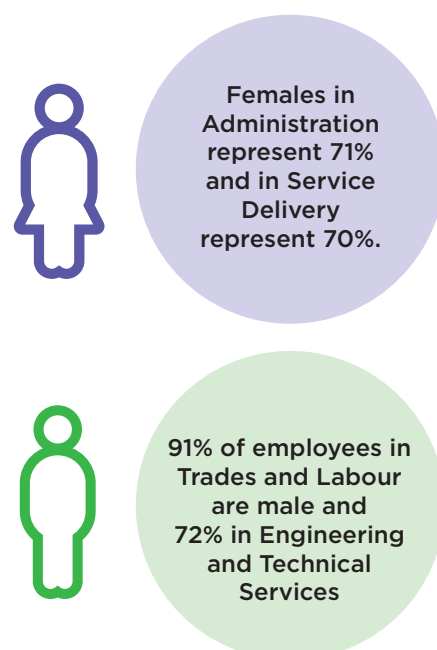 Females in
Administration
represent 71%
and in Service
Delivery
represent 70%.
91% of employees in
Trades and Labour
are male and
72% in Engineering
and Technical
Services